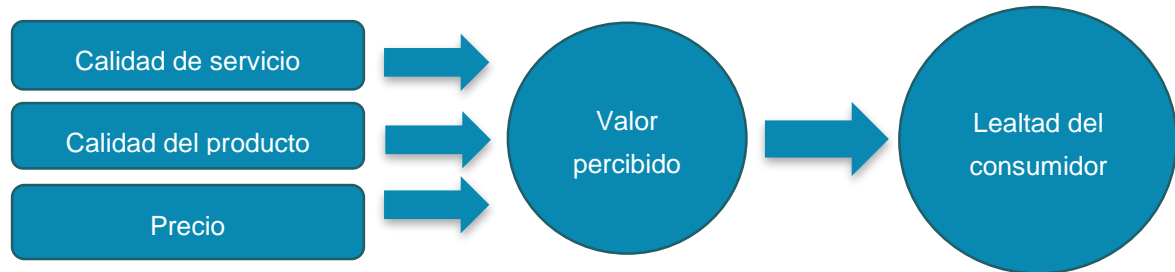 Calidad de servicio
Calidad del producto
Precio
Valor
percibido
Lealtad del
consumidor